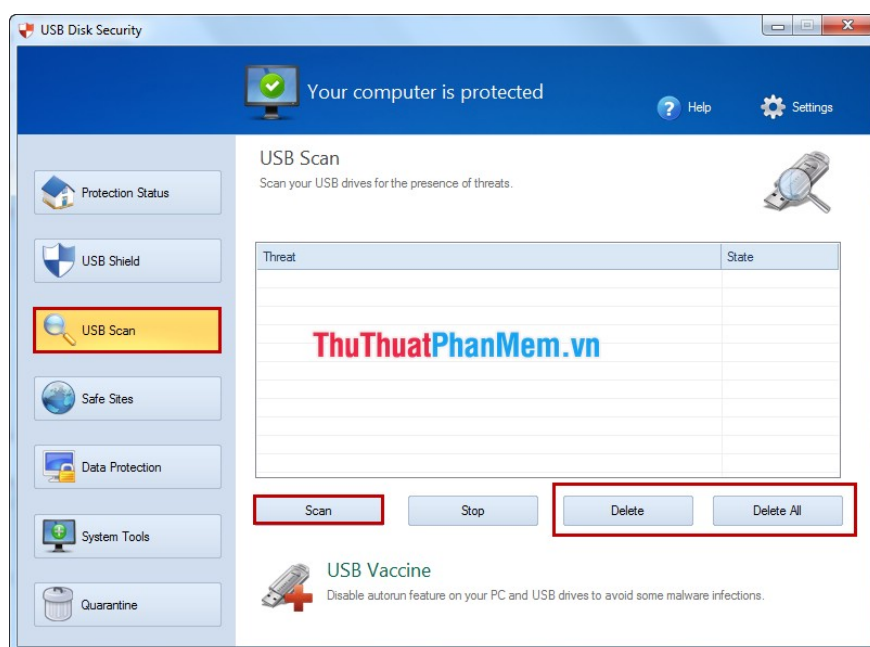 USB Disk Security
Your computer is protected
Help
Settings
Protection Status
USB Shield
USB Scan
Safe Sites
Data Protection
System Tools
Quarantine
USB Scan
Scan your USB drives for the presence of threats.
Threat State
ThuThuatPhanMem.vn
Scan Stop Delete Delete All
USB Vaccine
Disable autorun feature on your PC and USB drives to avoid some malware infections.